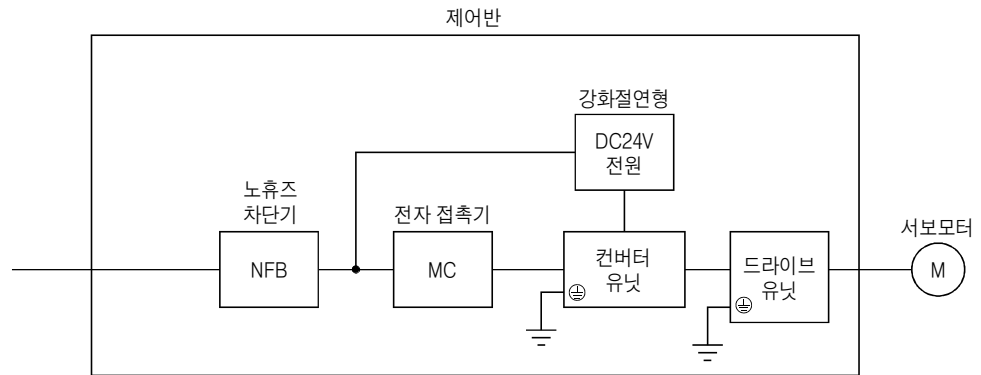 제어반
강화절연형
DC24V
전원
노휴즈
차단기
전자 접촉기
서보모터
NFB
MC
컨버터
유닛
드라이브
유닛
M